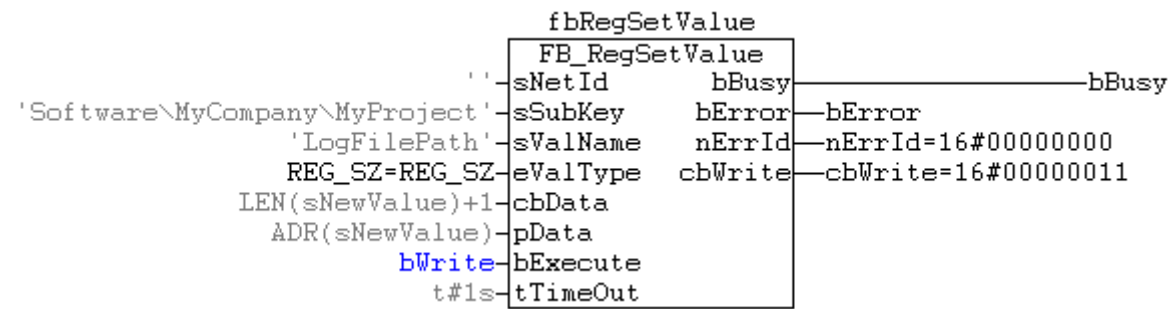 fbRegSetValue
FB_RegSetValue
'' sNetId bBusy bBusy
'Software\MyCompany\MyProject' sSubKey bError bError
'LogFilePath' sValName nErrId nErrId=16#00000000
REG_SZ=REG_SZ eValType cbWrite cbWrite=16#00000011
LEN(sNewValue)+1 cbData
ADR(sNewValue) pData
bWrite bExecute
t#1s tTimeOut